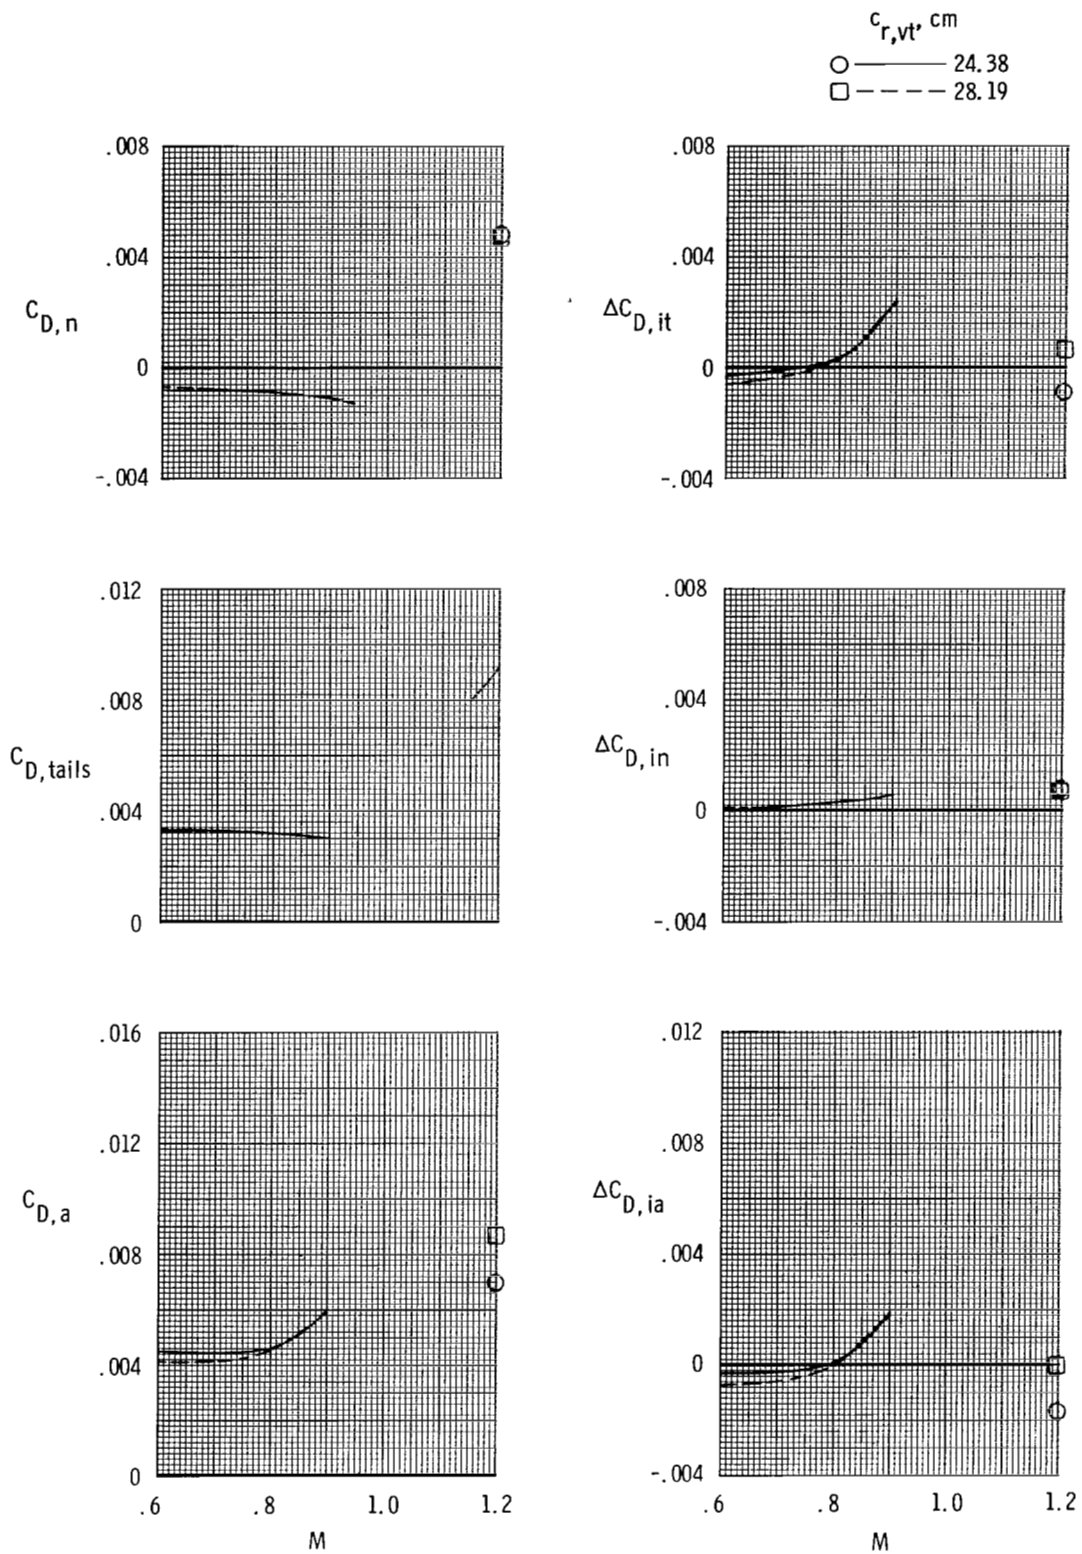 c_r,vt, cm
24.38
28.19
.008
.004
0
-.004
C_D,n
.008
.004
0
-.004
ΔC_D,it
.012
.008
.004
0
C_D,tails
.008
.004
0
-.004
ΔC_D,in
.016
.012
.008
.004
0
C_D,a
.6 .8 1.0 1.2
M
.012
.008
.004
0
-.004
ΔC_D,ia
.6 .8 1.0 1.2
M